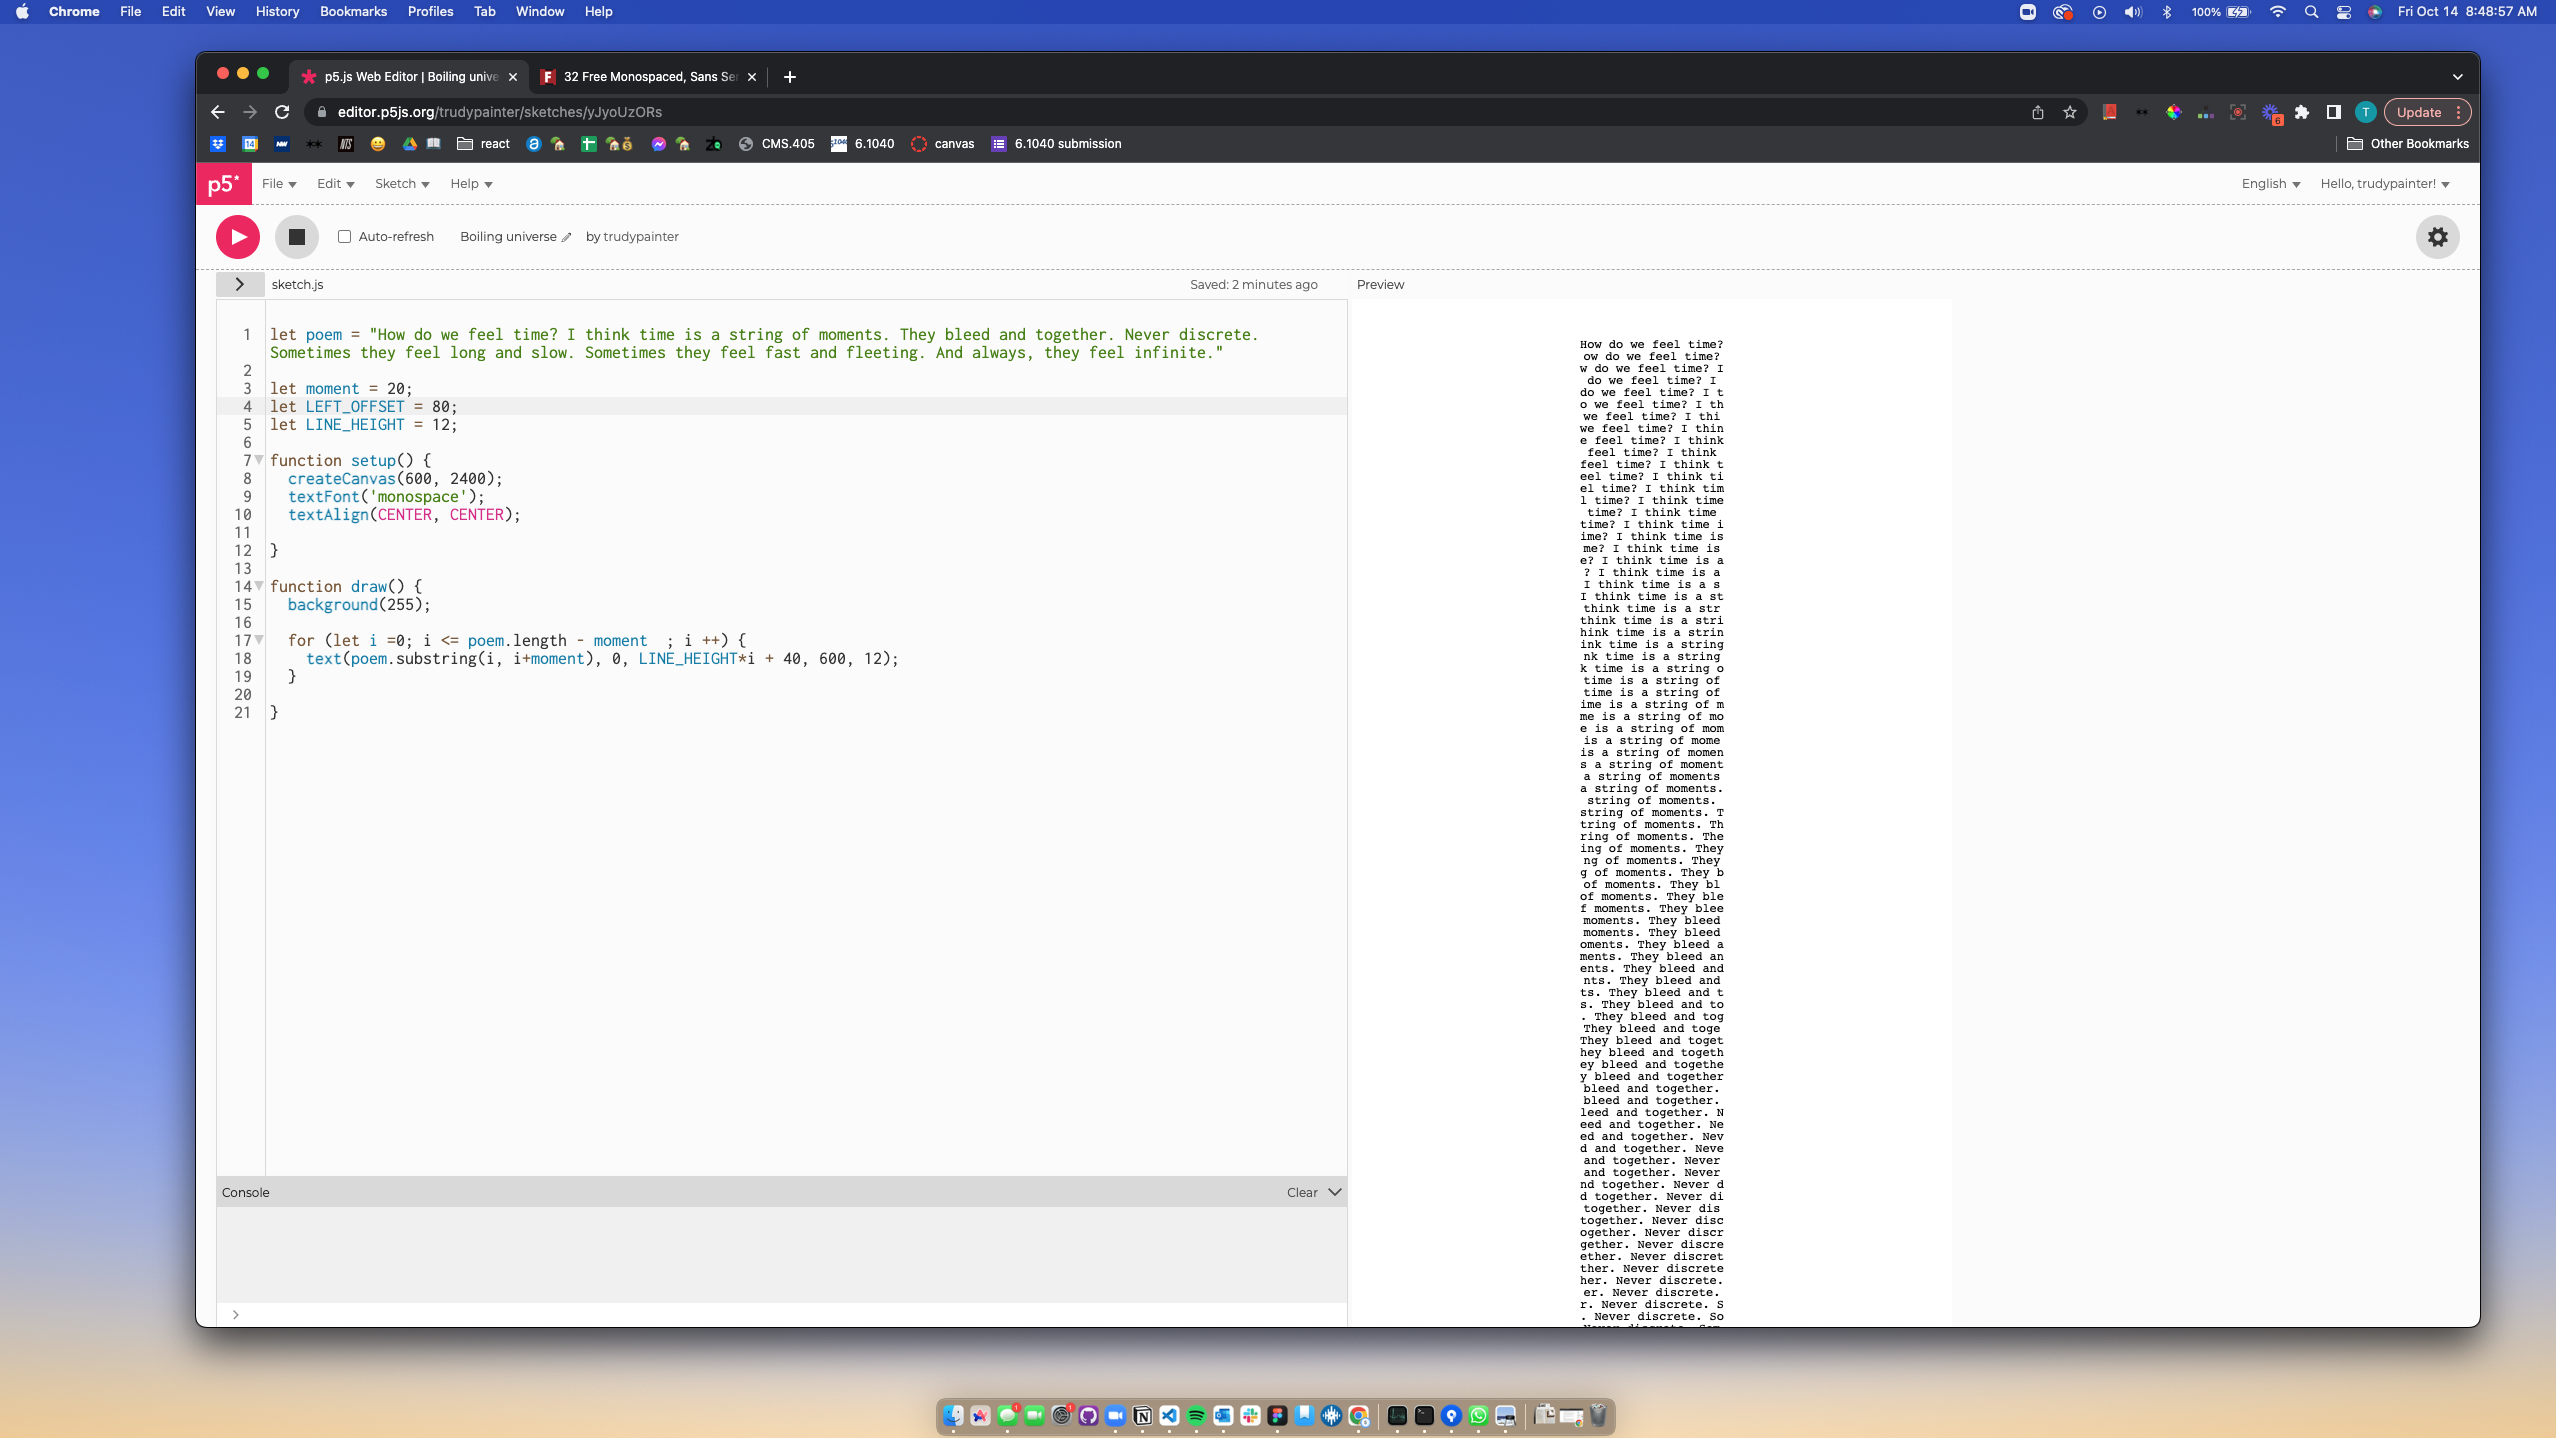 Chrome File Edit View History Bookmarks Profiles Tab Window Help 100% Fri Oct 14 8:48:57 AM
p5.js Web Editor | Boiling unive 32 Free Monospaced, Sans Ser
editor.p5js.org/trudypainter/sketches/yJyoUzORs 6 T Update
14 NTS react CMS.405 6.1040 canvas 6.1040 submission Other Bookmarks
p5* File Edit Sketch Help English Hello, trudypainter!
Auto-refresh Boiling universe by trudypainter
sketch.js Saved: 2 minutes ago Preview
1 let poem = "How do we feel time? I think time is a string of moments. They bleed and together. Never discrete.
Sometimes they feel long and slow. Sometimes they feel fast and fleeting. And always, they feel infinite."
2
3 let moment = 20;
4 let LEFT_OFFSET = 80;
5 let LINE_HEIGHT = 12;
6
7 function setup() {
8 createCanvas(600, 2400);
9 textFont('monospace');
10 textAlign(CENTER, CENTER);
11
12 }
13
14 function draw() {
15 background(255);
16
17 for (let i =0; i <= poem.length - moment  ; i ++) {
18 text(poem.substring(i, i+moment), 0, LINE_HEIGHT*i + 40, 600, 12);
19 }
20
21 }
Console Clear
How do we feel time?
ow do we feel time?
w do we feel time? I
do we feel time? I
do we feel time? I t
o we feel time? I th
we feel time? I thi
we feel time? I thin
e feel time? I think
feel time? I think
feel time? I think t
eel time? I think ti
el time? I think tim
l time? I think time
time? I think time
time? I think time i
ime? I think time is
me? I think time is
e? I think time is a
? I think time is a
I think time is a s
I think time is a st
think time is a str
think time is a stri
hink time is a strin
ink time is a string
nk time is a string
k time is a string o
time is a string of
time is a string of
ime is a string of m
me is a string of mo
e is a string of mom
is a string of mome
is a string of momen
s a string of moment
a string of moments
a string of moments.
string of moments.
string of moments. T
tring of moments. Th
ring of moments. The
ing of moments. They
ng of moments. They
g of moments. They b
of moments. They bl
of moments. They ble
f moments. They blee
moments. They bleed
moments. They bleed
oments. They bleed a
ments. They bleed an
ents. They bleed and
nts. They bleed and
ts. They bleed and t
s. They bleed and to
. They bleed and tog
They bleed and toge
They bleed and toget
hey bleed and togeth
ey bleed and togethe
y bleed and together
bleed and together.
bleed and together.
leed and together. N
eed and together. Ne
ed and together. Nev
d and together. Neve
and together. Never
and together. Never
nd together. Never d
d together. Never di
together. Never dis
together. Never disc
ogether. Never discr
gether. Never discre
ether. Never discret
ther. Never discrete
her. Never discrete.
er. Never discrete.
r. Never discrete. S
. Never discrete. So